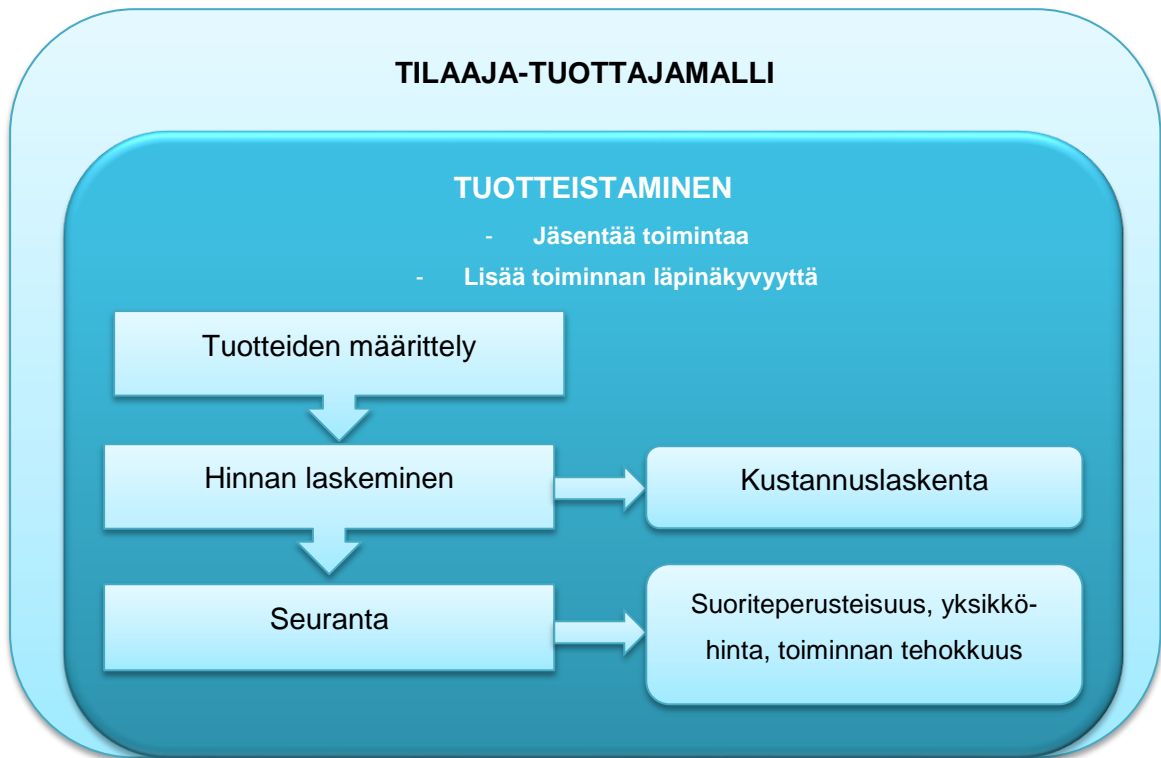 TILAAJA-TUOTTAJAMALLI
TUOTTEISTAMINEN
- Jäsentää toimintaa
- Lisää toiminnan läpinäkyvyyttä
Tuotteiden määrittely
Hinnan laskeminen
Kustannuslaskenta
Seuranta
Suoriteperusteisuus, yksikkö-
hinta, toiminnan tehokkuus